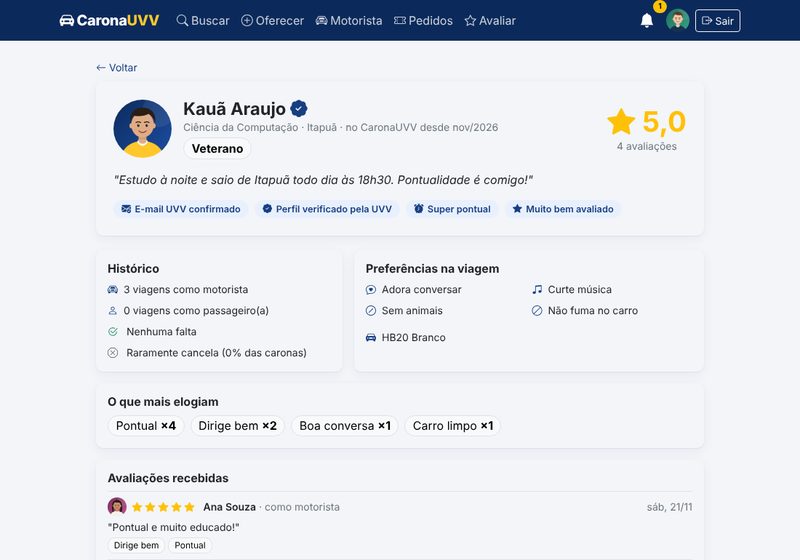 CaronaUVV Buscar Oferecer Motorista Pedidos Avaliar 1 Sair
← Voltar
Kauã Araujo
Ciência da Computação · Itapuã · no CaronaUVV desde nov/2026
Veterano
5,0
4 avaliações
"Estudo à noite e saio de Itapuã todo dia às 18h30. Pontualidade é comigo!"
E-mail UVV confirmado Perfil verificado pela UVV Super pontual Muito bem avaliado
Histórico
3 viagens como motorista
0 viagens como passageiro(a)
Nenhuma falta
Raramente cancela (0% das caronas)
Preferências na viagem
Adora conversar Curte música
Sem animais Não fuma no carro
HB20 Branco
O que mais elogiam
Pontual ×4 Dirige bem ×2 Boa conversa ×1 Carro limpo ×1
Avaliações recebidas
Ana Souza · como motorista sáb, 21/11
"Pontual e muito educado!"
Dirige bem Pontual